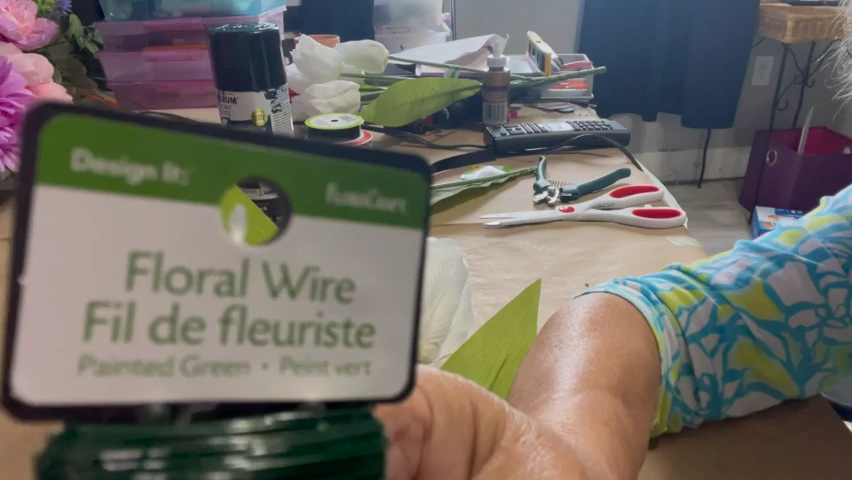 Design It:
FloraCraft
Floral Wire
Fil de fleuriste
Painted Green • Peint vert